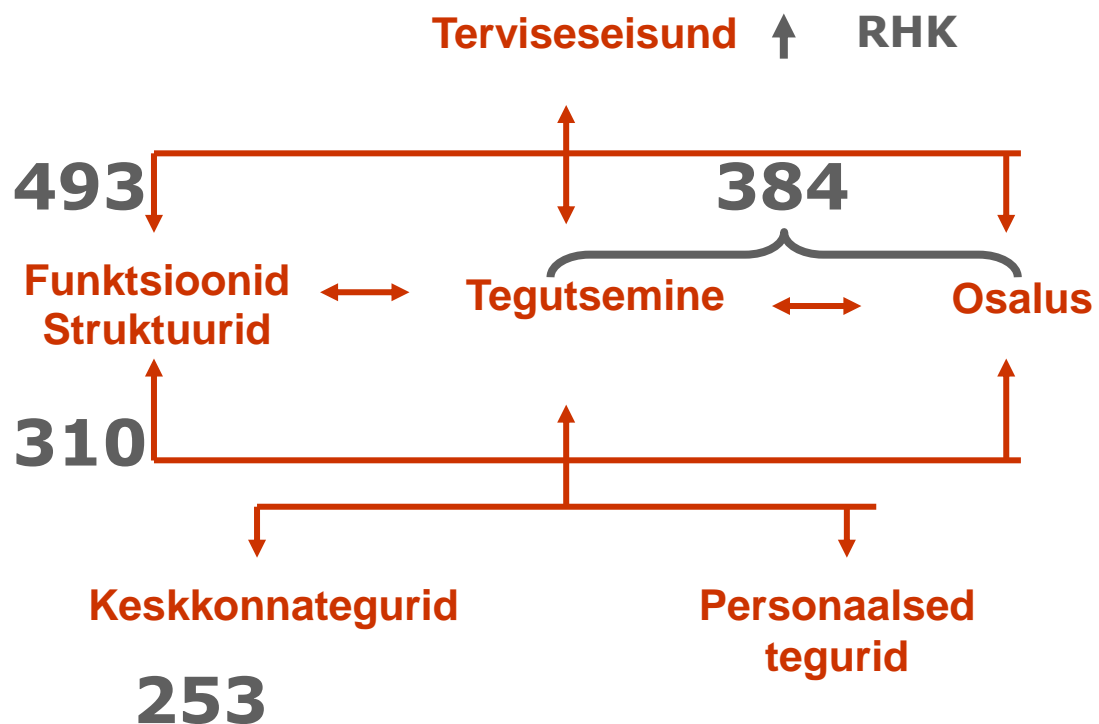 Terviseseisund RHK
493
384
Funktsioonid
Struktuurid
Tegutsemine
Osalus
310
Keskkonnategurid
Personaalsed
tegurid
253